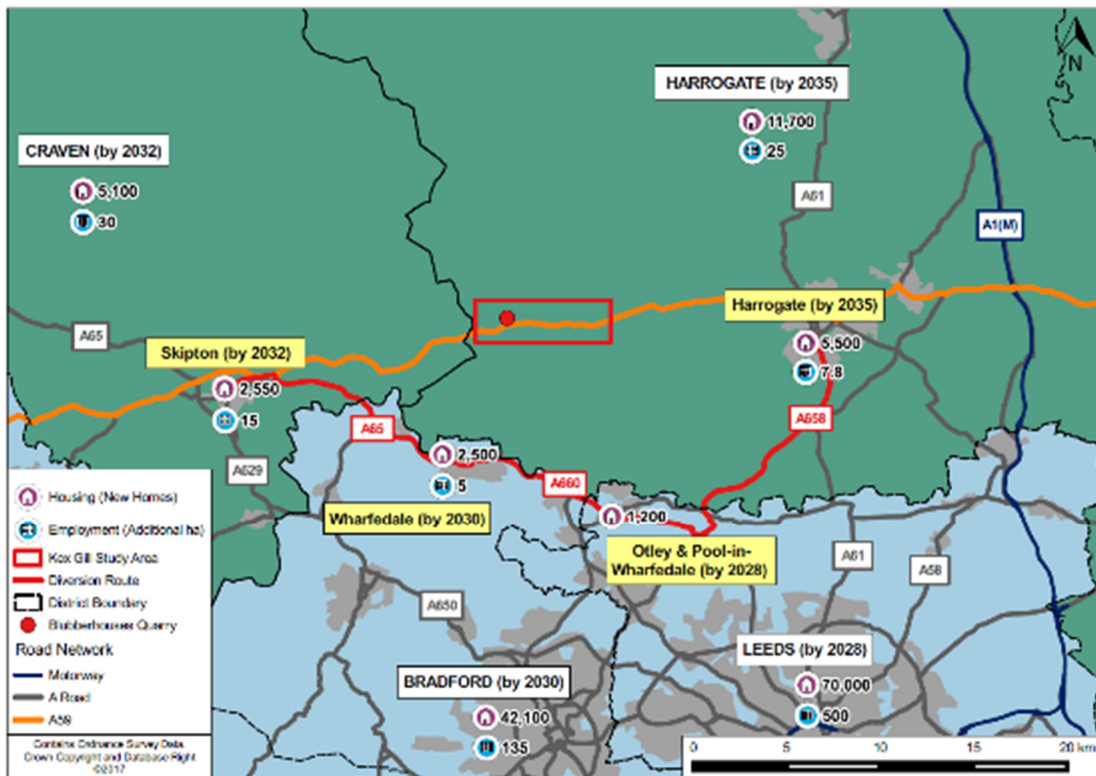 N
HARROGATE (by 2035)
11,700
25
CRAVEN (by 2032)
5,100
30
A61
A1(M)
Harrogate (by 2035)
5,500
7.8
A65
Skipton (by 2032)
2,550
15
A65
A658
A629
2,500
5
A660
Wharfedale (by 2030)
1,200
Otley & Pool-in-
Wharfedale (by 2028)
A61
A58
A650
BRADFORD (by 2030)
42,100
135
LEEDS (by 2028)
70,000
500
Housing (New Homes)
Employment (Additional ha)
Kex Gill Study Area
Diversion Route
District Boundary
Blubberhouses Quarry
Road Network
Motorway
A Road
A59
Contains Ordnance Survey Data
Crown Copyright and Database Right
©2017
0 5 10 15 20 km